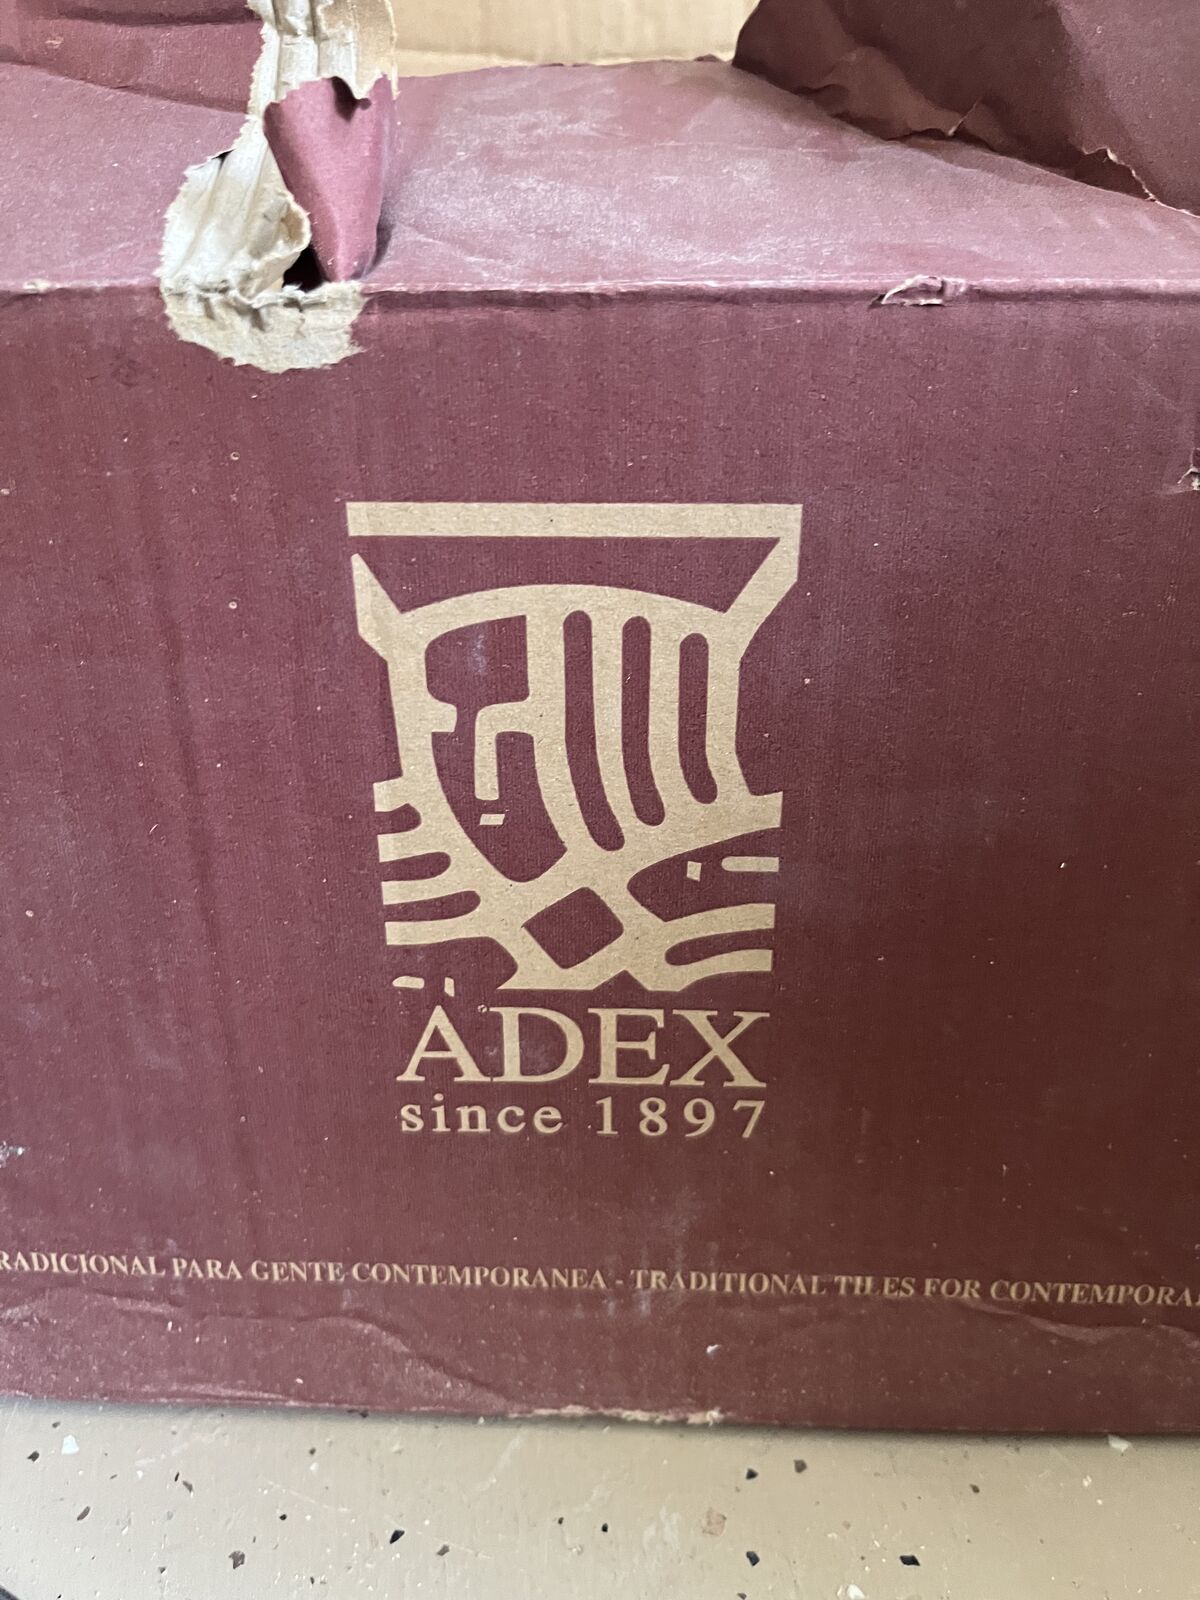 ADEX
since 1897
RADICIONAL PARA GENTE CONTEMPORANEA - TRADITIONAL TILES FOR CONTEMPORA